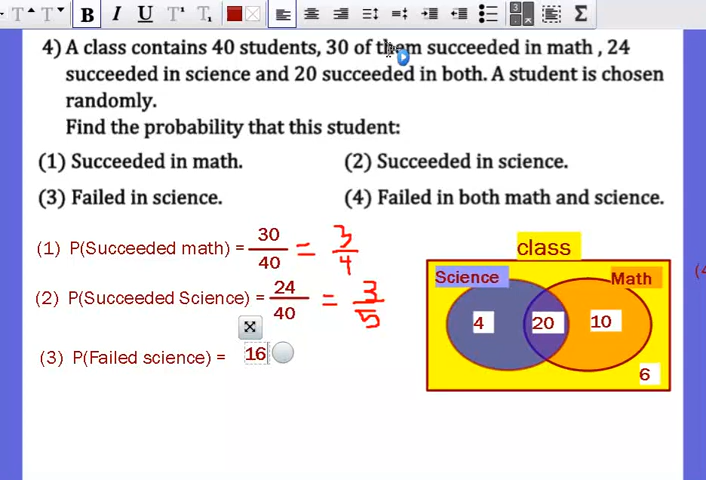 T T B I U T¹ T₁ Σ
4) A class contains 40 students, 30 of them succeeded in math , 24
succeeded in science and 20 succeeded in both. A student is chosen
randomly.
Find the probability that this student:
(1) Succeeded in math. (2) Succeeded in science.
(3) Failed in science. (4) Failed in both math and science.
(1) P(Succeeded math) = 30/40 = 3/4
(2) P(Succeeded Science) = 24/40 = 3/5
(3) P(Failed science) = 16
class
Science Math
4 20 10
6
(4